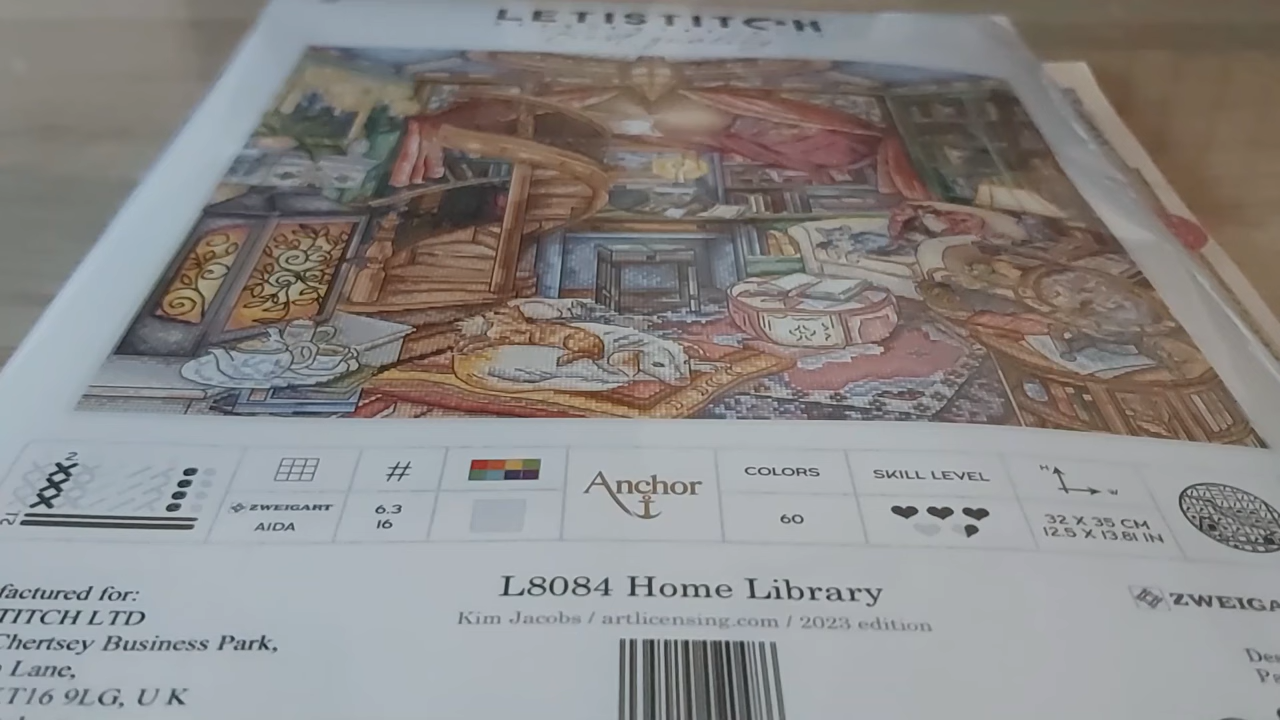 LETISTITCH
2
ZWEIGART
AIDA
#
6.3
16
Anchor
COLORS
60
SKILL LEVEL
H
W
32 X 35 CM
12.5 X 13.81 IN
2
L8084 Home Library
Kim Jacobs / artlicensing.com / 2023 edition
factured for:
TITCH LTD
Chertsey Business Park,
Lane,
T16 9LG, U K
ZWEIGA